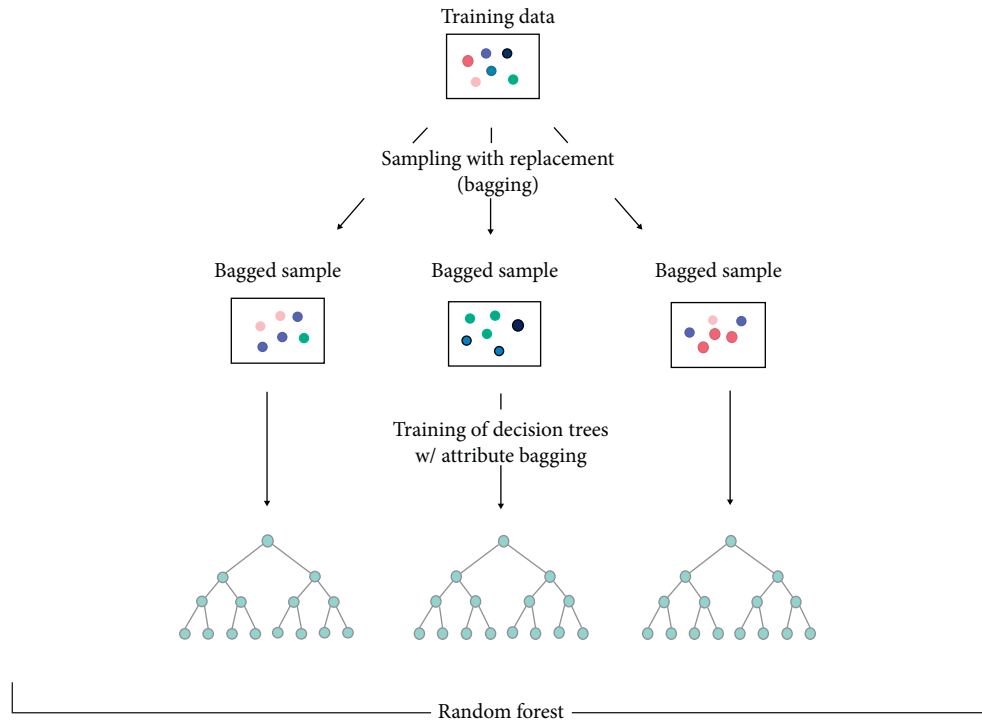 Training data
Sampling with replacement
(bagging)
Bagged sample
Bagged sample
Bagged sample
Training of decision trees
w/ attribute bagging
Random forest